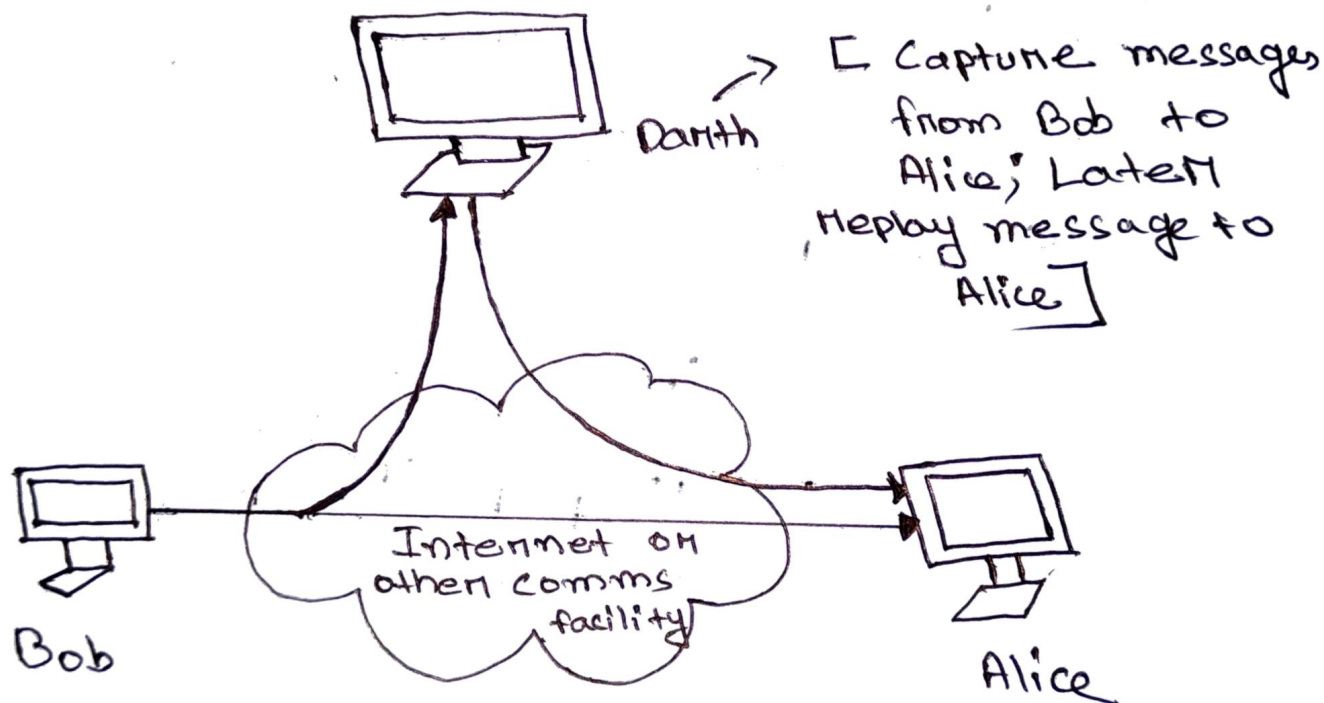 Darth
[ Capture messages
from Bob to
Alice; Later
replay message to
Alice]
Internet or
other comms
facility
Bob
Alice